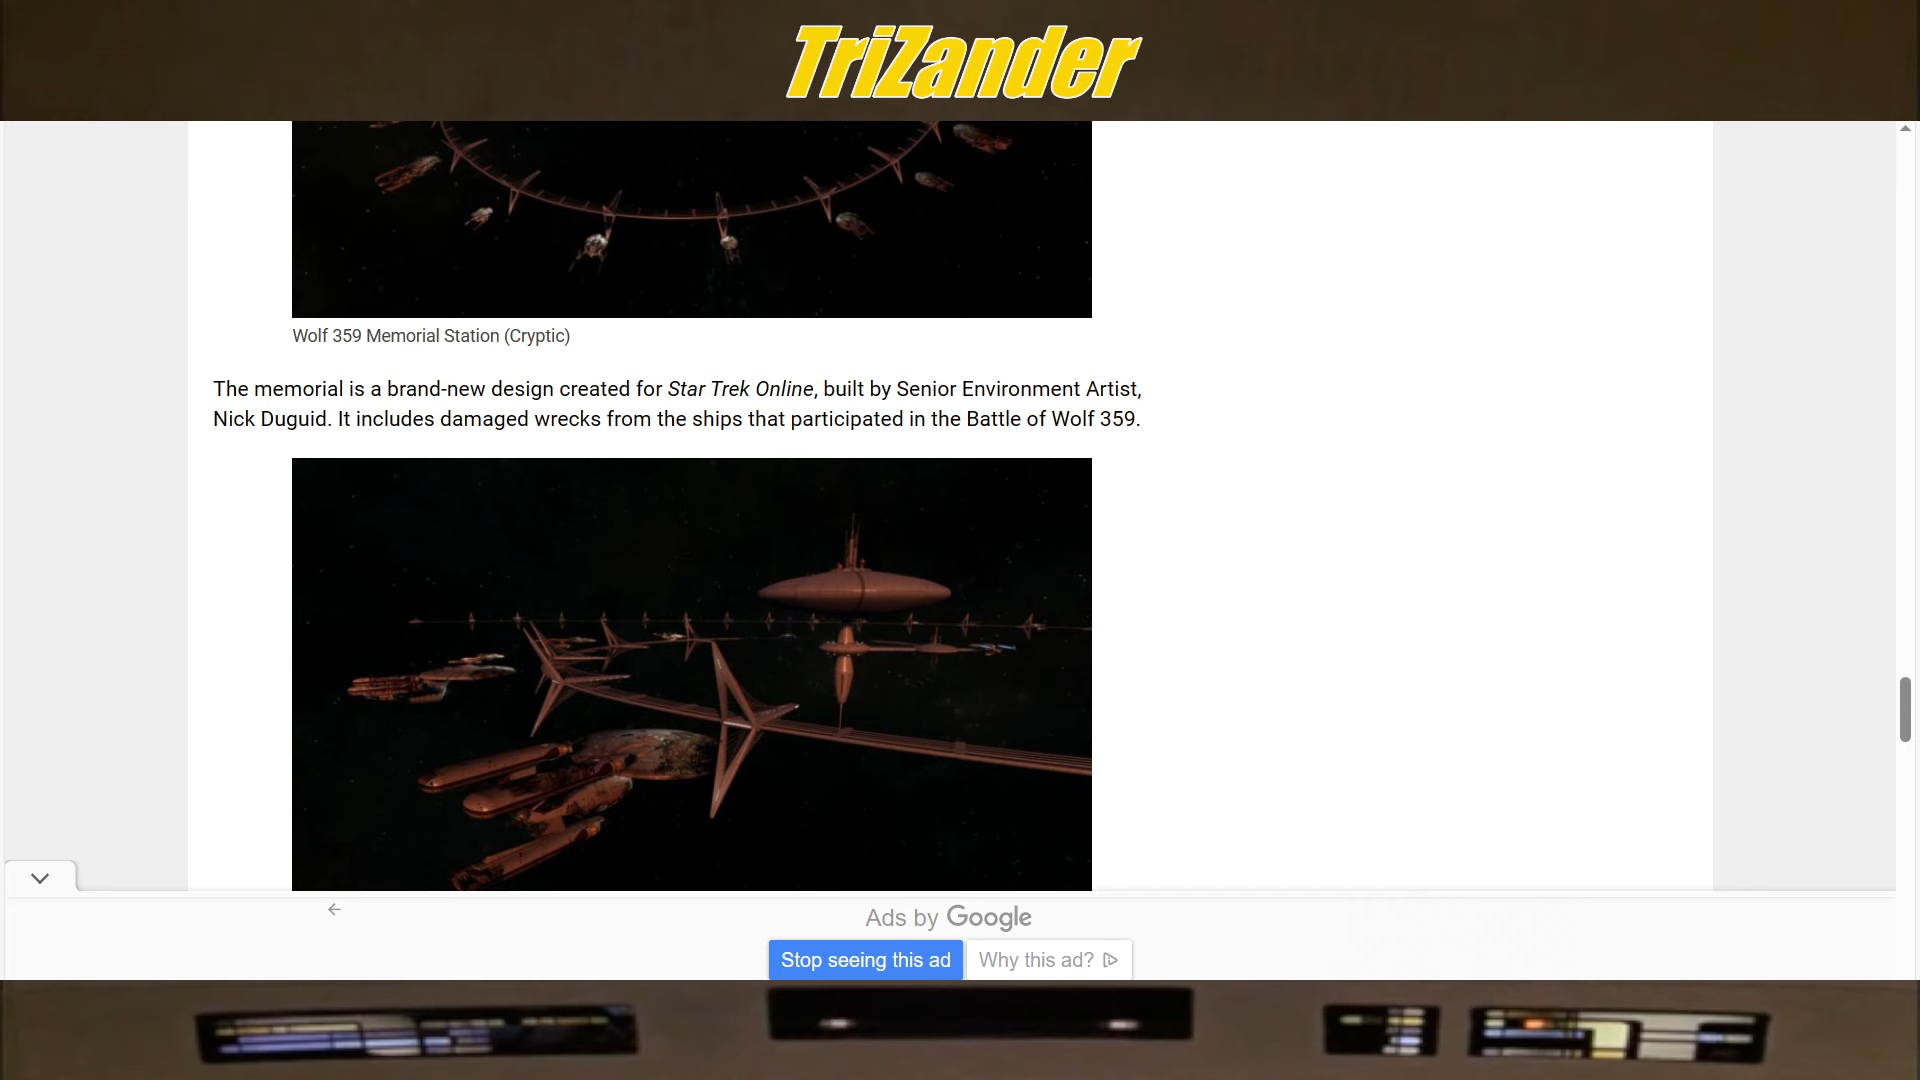 TriZander
Wolf 359 Memorial Station (Cryptic)
The memorial is a brand-new design created for Star Trek Online, built by Senior Environment Artist,
Nick Duguid. It includes damaged wrecks from the ships that participated in the Battle of Wolf 359.
Ads by Google
Stop seeing this ad
Why this ad?